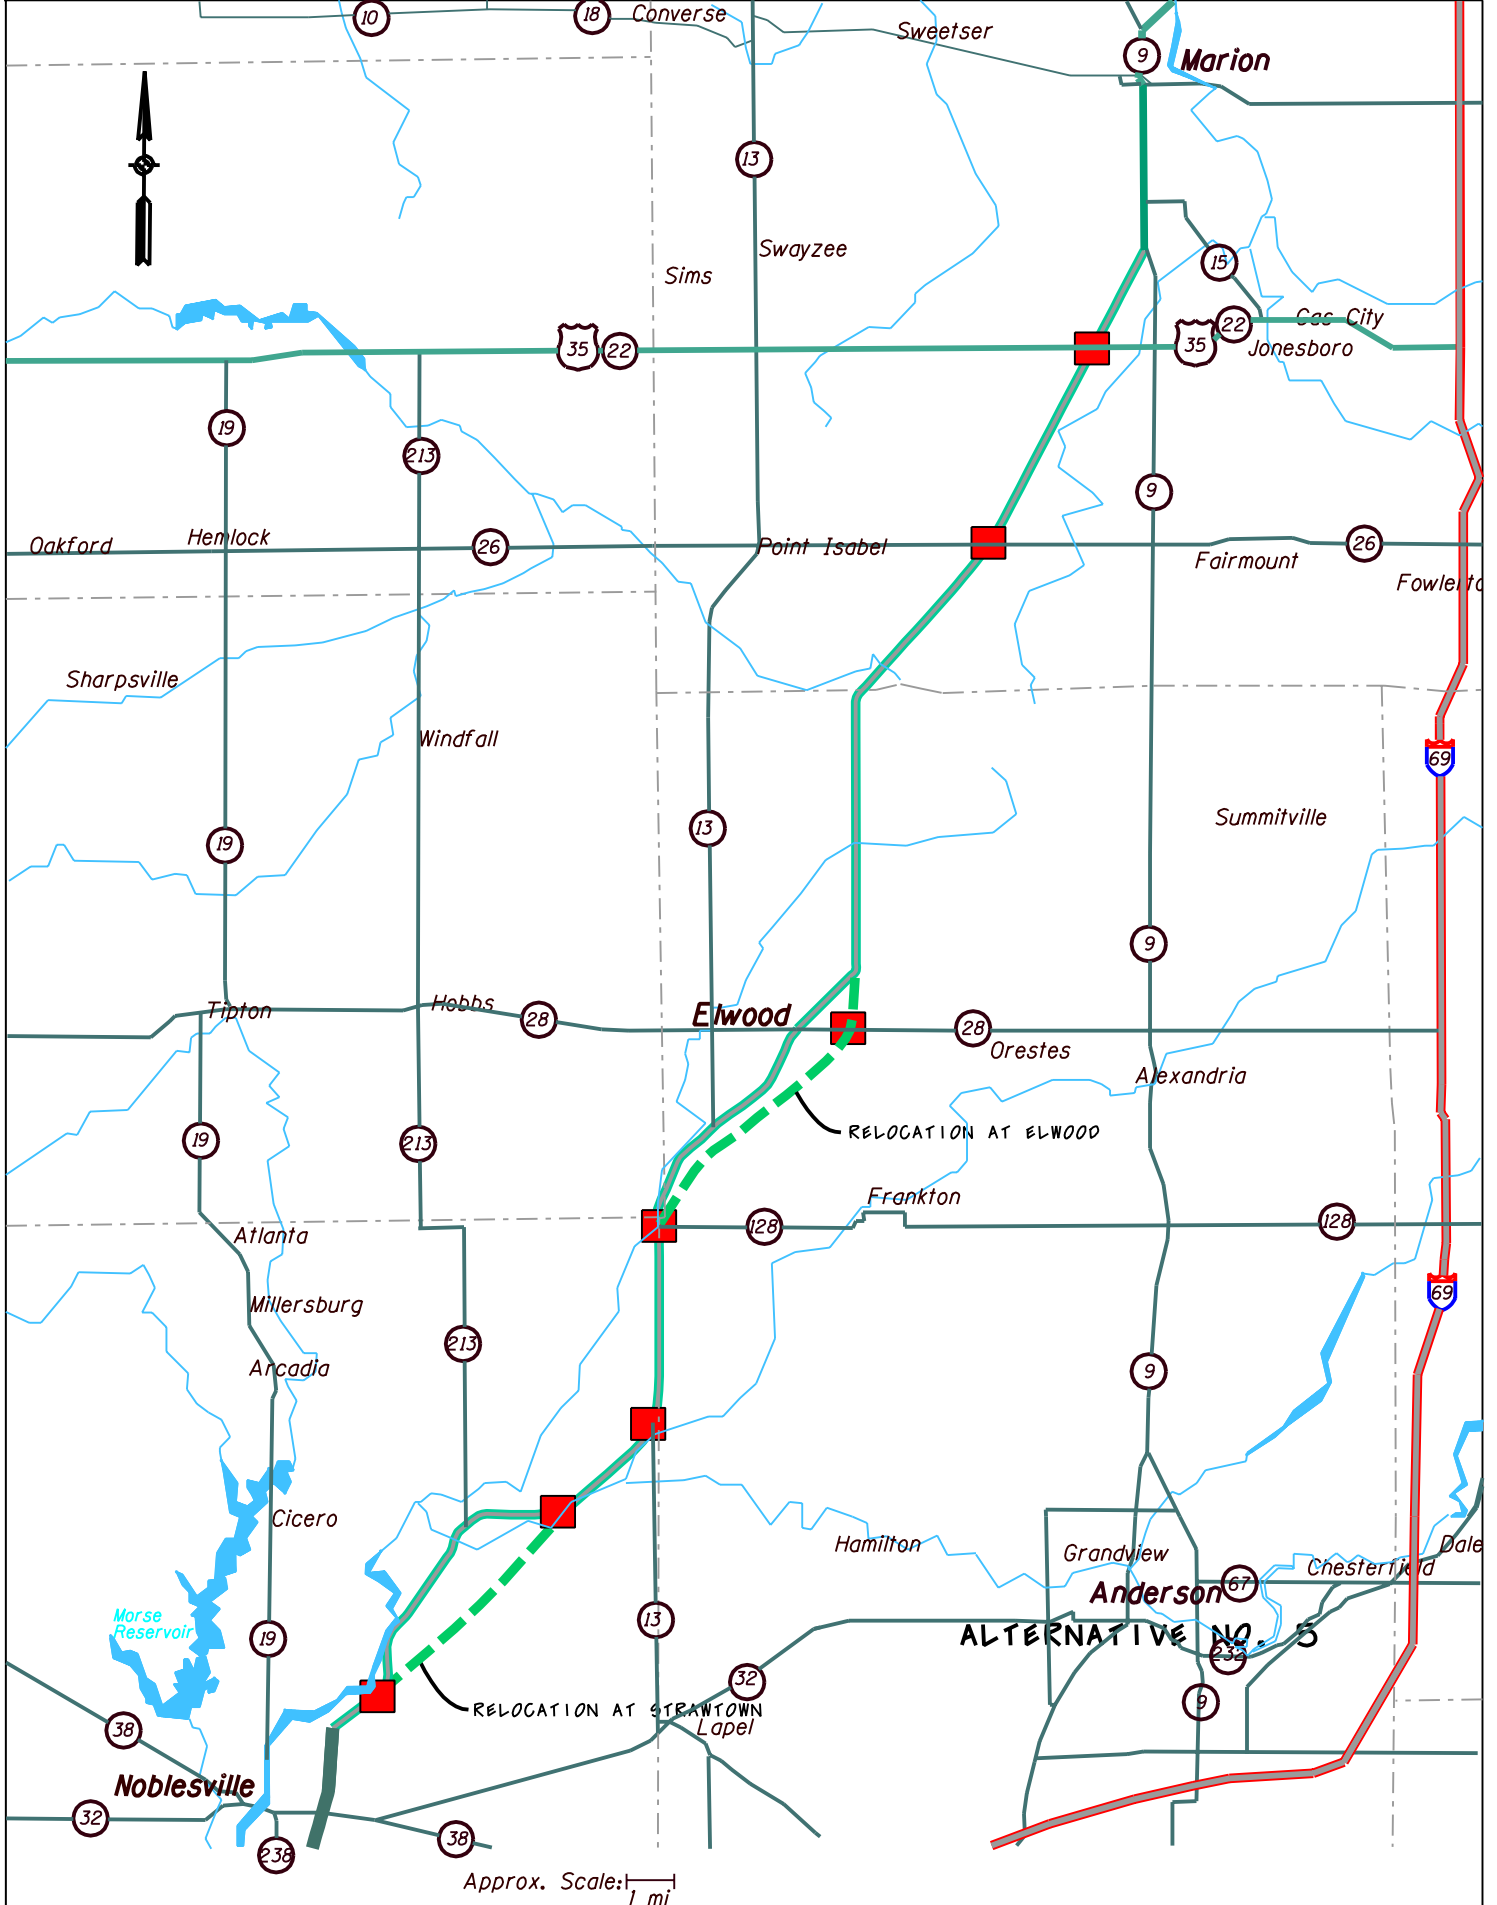 10
18
Converse
Sweetser
9
Marion
13
Swayzee
Sims
15
35
22
35
22
Gas City
Jonesboro
19
213
9
Oakford
Hemlock
26
Point Isabel
26
Fairmount
Sharpsville
Windfall
69
13
19
Summitville
9
Tipton
Hobbs
28
Elwood
28
Orestes
Alexandria
RELOCATION AT ELWOOD
19
213
Frankton
128
128
Atlanta
Millersburg
69
213
Arcadia
9
Cicero
Hamilton
Grandview
Dale
Chesterfield
Anderson
67
Morse
Reservoir
13
ALTERNATIVE NO. 5
19
232
32
9
RELOCATION AT STRAWTOWN
Lapel
38
Noblesville
32
38
238
Approx. Scale:
1 mi